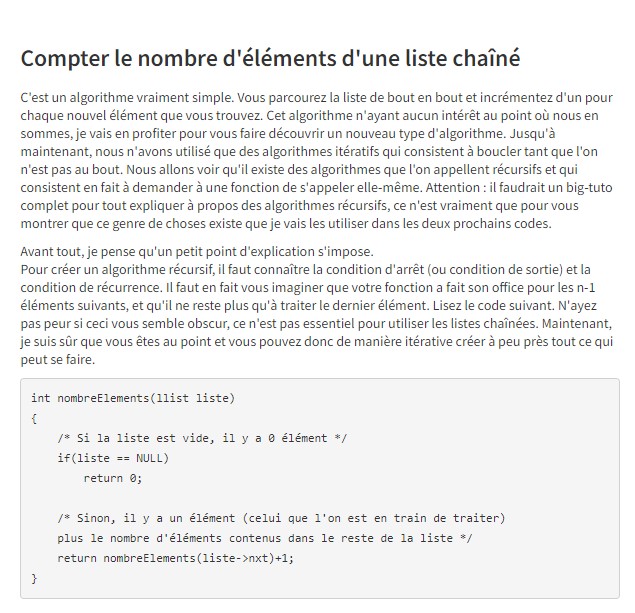 Compter le nombre d'éléments d'une liste chaîné
C'est un algorithme vraiment simple. Vous parcourez la liste de bout en bout et incrémentez d'un pour
chaque nouvel élément que vous trouvez. Cet algorithme n'ayant aucun intérêt au point où nous en
sommes, je vais en profiter pour vous faire découvrir un nouveau type d'algorithme. Jusqu'à
maintenant, nous n'avons utilisé que des algorithmes itératifs qui consistent à boucler tant que l'on
n'est pas au bout. Nous allons voir qu'il existe des algorithmes que l'on appellent récursifs et qui
consistent en fait à demander à une fonction de s'appeler elle-même. Attention : il faudrait un big-tuto
complet pour tout expliquer à propos des algorithmes récursifs, ce n'est vraiment que pour vous
montrer que ce genre de choses existe que je vais les utiliser dans les deux prochains codes.
Avant tout, je pense qu'un petit point d'explication s'impose.
Pour créer un algorithme récursif, il faut connaître la condition d'arrêt (ou condition de sortie) et la
condition de récurrence. Il faut en fait vous imaginer que votre fonction a fait son office pour les n-1
éléments suivants, et qu'il ne reste plus qu'à traiter le dernier élément. Lisez le code suivant. N'ayez
pas peur si ceci vous semble obscur, ce n'est pas essentiel pour utiliser les listes chaînées. Maintenant,
je suis sûr que vous êtes au point et vous pouvez donc de manière itérative créer à peu près tout ce qui
peut se faire.
int nombreElements(llist liste)
{
    /* Si la liste est vide, il y a 0 élément */
    if(liste == NULL)
        return 0;
    /* Sinon, il y a un élément (celui que l'on est en train de traiter)
    plus le nombre d'éléments contenus dans le reste de la liste */
    return nombreElements(liste->nxt)+1;
}